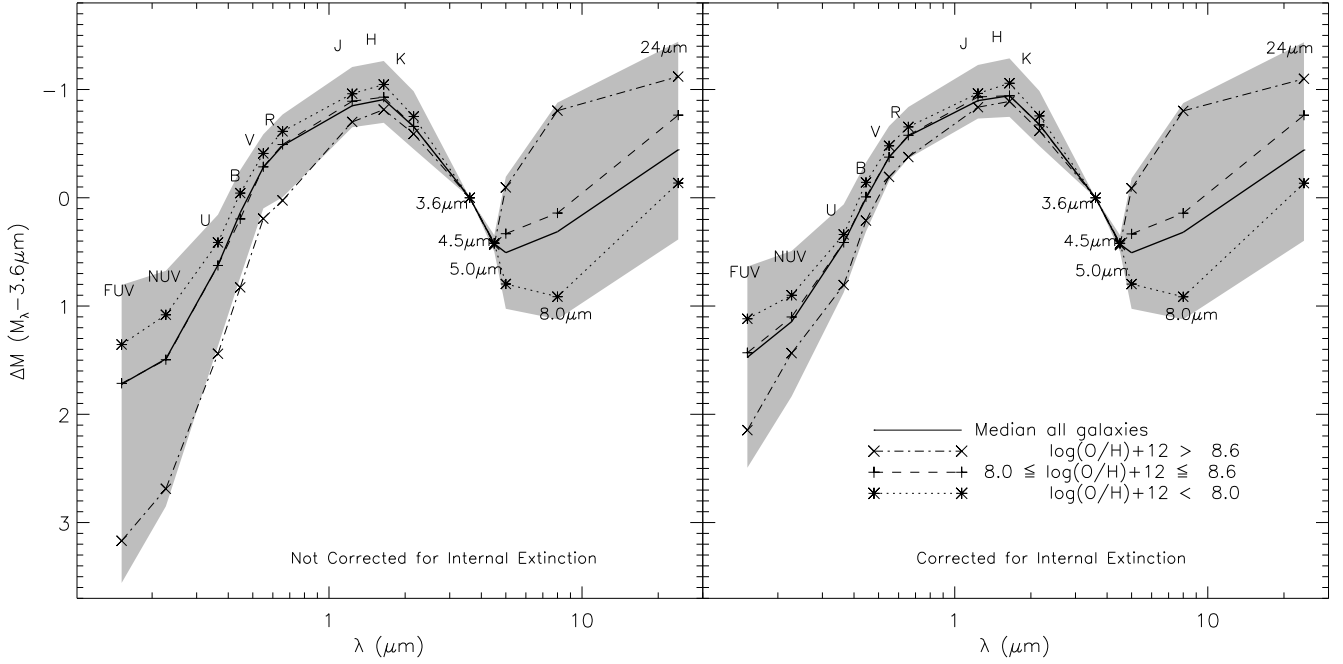 ΔM (Mλ−3.6μm)
−1
0
1
2
3
FUV
NUV
U
B
V
R
J
H
K
3.6μm
4.5μm
5.0μm
8.0μm
24μm
Not Corrected for Internal Extinction
1
10
λ (μm)
FUV
NUV
U
B
V
R
J
H
K
3.6μm
4.5μm
5.0μm
8.0μm
24μm
Median all galaxies
log(O/H)+12 > 8.6
8.0 ≦ log(O/H)+12 ≦ 8.6
log(O/H)+12 < 8.0
Corrected for Internal Extinction
1
10
λ (μm)